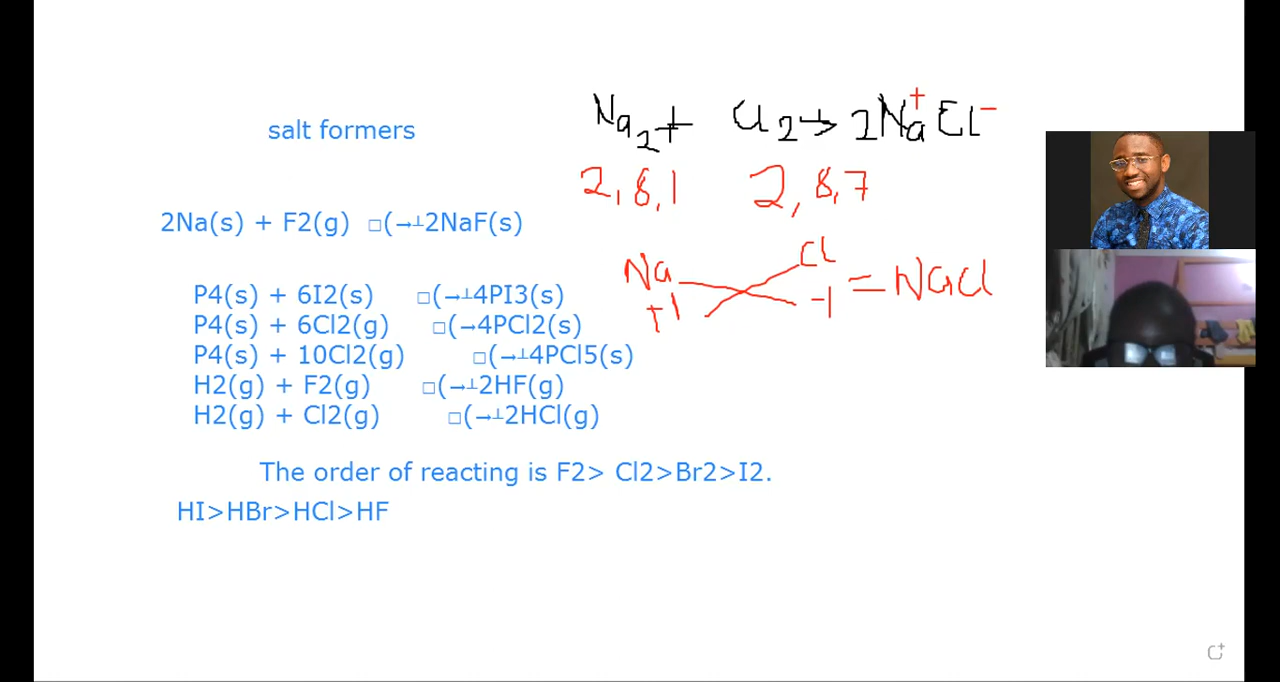 salt formers
2Na(s) + F2(g) □(→┴2NaF(s)
P4(s) + 6I2(s) □(→┴4PI3(s)
P4(s) + 6Cl2(g) □(→4PCl2(s)
P4(s) + 10Cl2(g) □(→┴4PCl5(s)
H2(g) + F2(g) □(→┴2HF(g)
H2(g) + Cl2(g) □(→┴2HCl(g)
The order of reacting is F2> Cl2>Br2>I2.
HI>HBr>HCl>HF
Na2 + Cl2 → 2Na+Cl−
2,8,1 2,8,7
Na Cl
+1 -1 = NaCl